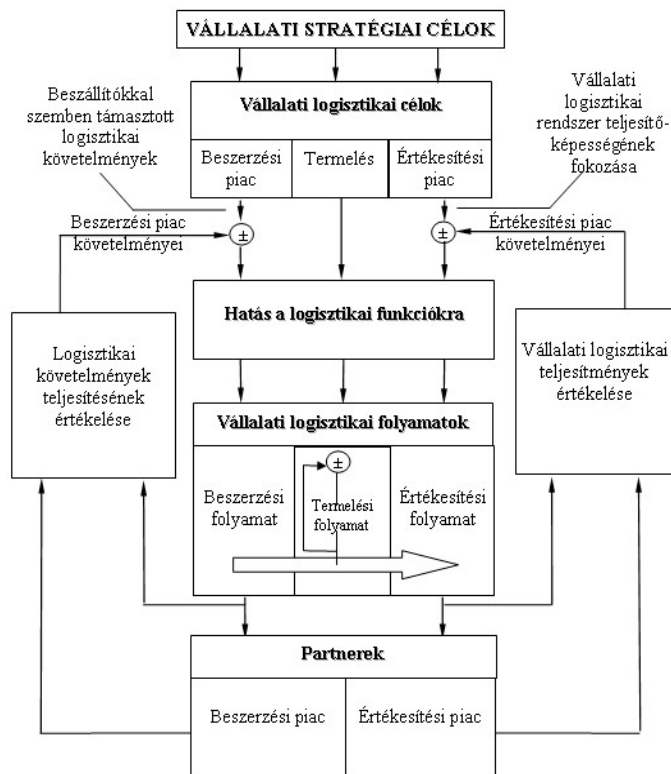 VÁLLALATI STRATÉGIAI CÉLOK
Beszállítókkal
szemben támasztott
logisztikai
követelmények
Vállalati logisztikai célok
Beszerzési
piac
Termelés
Értékesítési
piac
Vállalati
logisztikai
rendszer teljesítő-
képességének
fokozása
Beszerzési piac
követelményei
±
±
Értékesítési piac
követelményei
Hatás a logisztikai funkciókra
Logisztikai
követelmények
teljesítésének
értékelése
Vállalati logisztikai
teljesítmények
értékelése
Vállalati logisztikai folyamatok
Beszerzési
folyamat
±
Termelési
folyamat
Értékesítési
folyamat
Partnerek
Beszerzési piac
Értékesítési piac